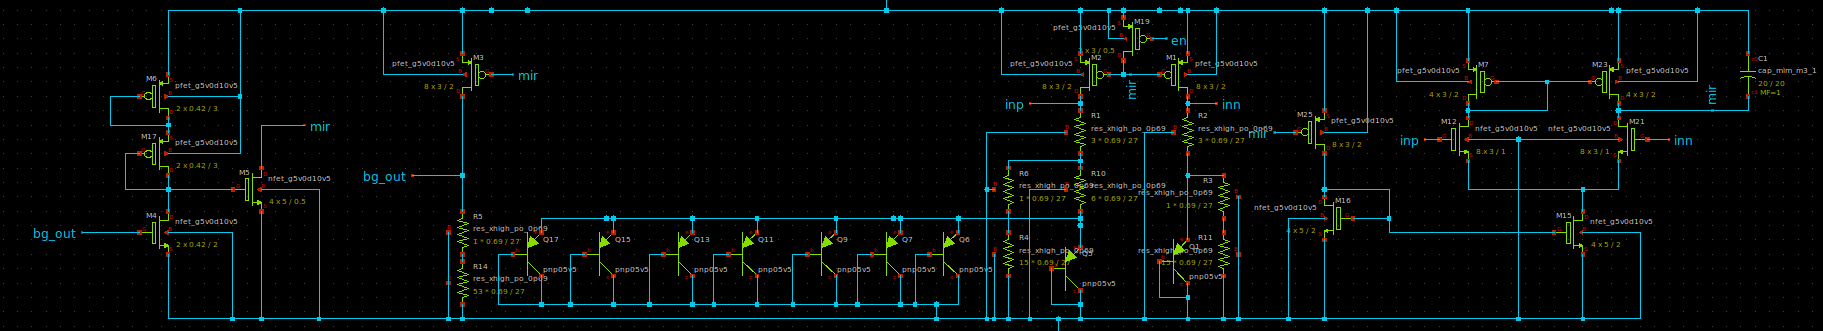 M6
pfet_g5v0d10v5
2 x 0.42 / 3
M17
pfet_g5v0d10v5
2 x 0.42 / 3
mir
M5
nfet_g5v0d10v5
4 x 5 / 0.5
M4
bg_out
nfet_g5v0d10v5
2 x 0.42 / 2
M3
pfet_g5v0d10v5
mir
8 x 3 / 2
bg_out
R5
res_xhigh_po_0p69
1 * 0.69 / 27
R14
res_xhigh_po_0p69
53 * 0.69 / 27
Q17
pnp05v5
Q15
pnp05v5
Q13
pnp05v5
Q11
pnp05v5
Q9
pnp05v5
Q7
pnp05v5
Q6
pnp05v5
M19
pfet_g5v0d10v5
en
2 x 3 / 0.5
M2
pfet_g5v0d10v5
8 x 3 / 2
mir
M1
pfet_g5v0d10v5
8 x 3 / 2
inp
inn
R1
res_xhigh_po_0p69
3 * 0.69 / 27
R2
res_xhigh_po_0p69
3 * 0.69 / 27
R6
res_xhigh_po_0p69
1 * 0.69 / 27
R10
res_xhigh_po_0p69
6 * 0.69 / 27
R3
res_xhigh_po_0p69
1 * 0.69 / 27
R4
res_xhigh_po_0p69
15 * 0.69 / 27
pnp05v5
Q1
pnp05v5
R11
res_xhigh_po_0p69
15 * 0.69 / 27
mir
M25
pfet_g5v0d10v5
8 x 3 / 2
M16
nfet_g5v0d10v5
4 x 5 / 2
M7
pfet_g5v0d10v5
4 x 3 / 2
M23
pfet_g5v0d10v5
4 x 3 / 2
mir
C1
cap_mim_m3_1
20 / 20
MF=1
inp
M12
nfet_g5v0d10v5
8 x 3 / 1
M21
nfet_g5v0d10v5
8 x 3 / 1
inn
M15
nfet_g5v0d10v5
4 x 5 / 2